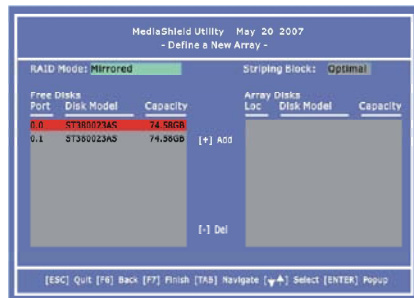 MediaShield Utility May 20 2007
- Define a New Array -
RAID Mode: Mirrored Striping Block: Optimal
Free Disks Array Disks
Port Disk Model Capacity Loc Disk Model Capacity
0.0 ST380023AS 74.58GB
0.1 ST380023AS 74.58GB [+] Add
[-] Del
[ESC] Quit [F6] Back [F7] Finish [TAB] Navigate [▼▲] Select [ENTER] Popup